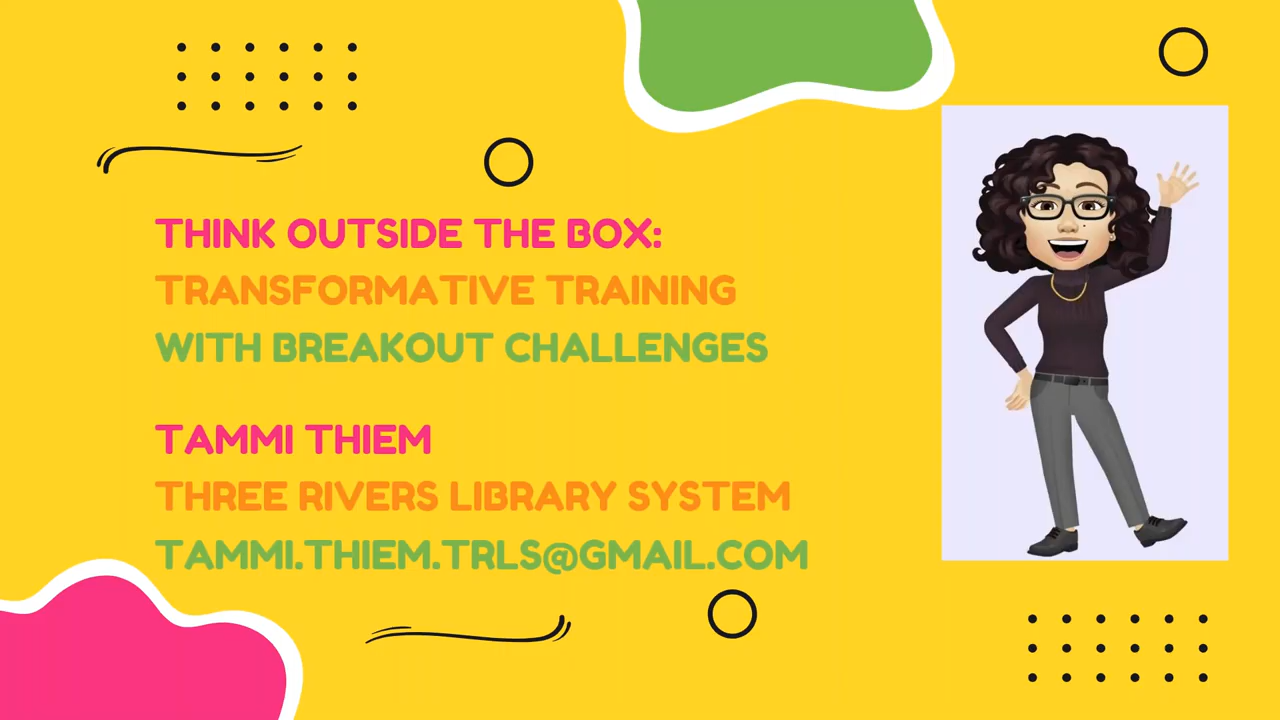 THINK OUTSIDE THE BOX:
TRANSFORMATIVE TRAINING
WITH BREAKOUT CHALLENGES
TAMMI THIEM
THREE RIVERS LIBRARY SYSTEM
TAMMI.THIEM.TRLS@GMAIL.COM